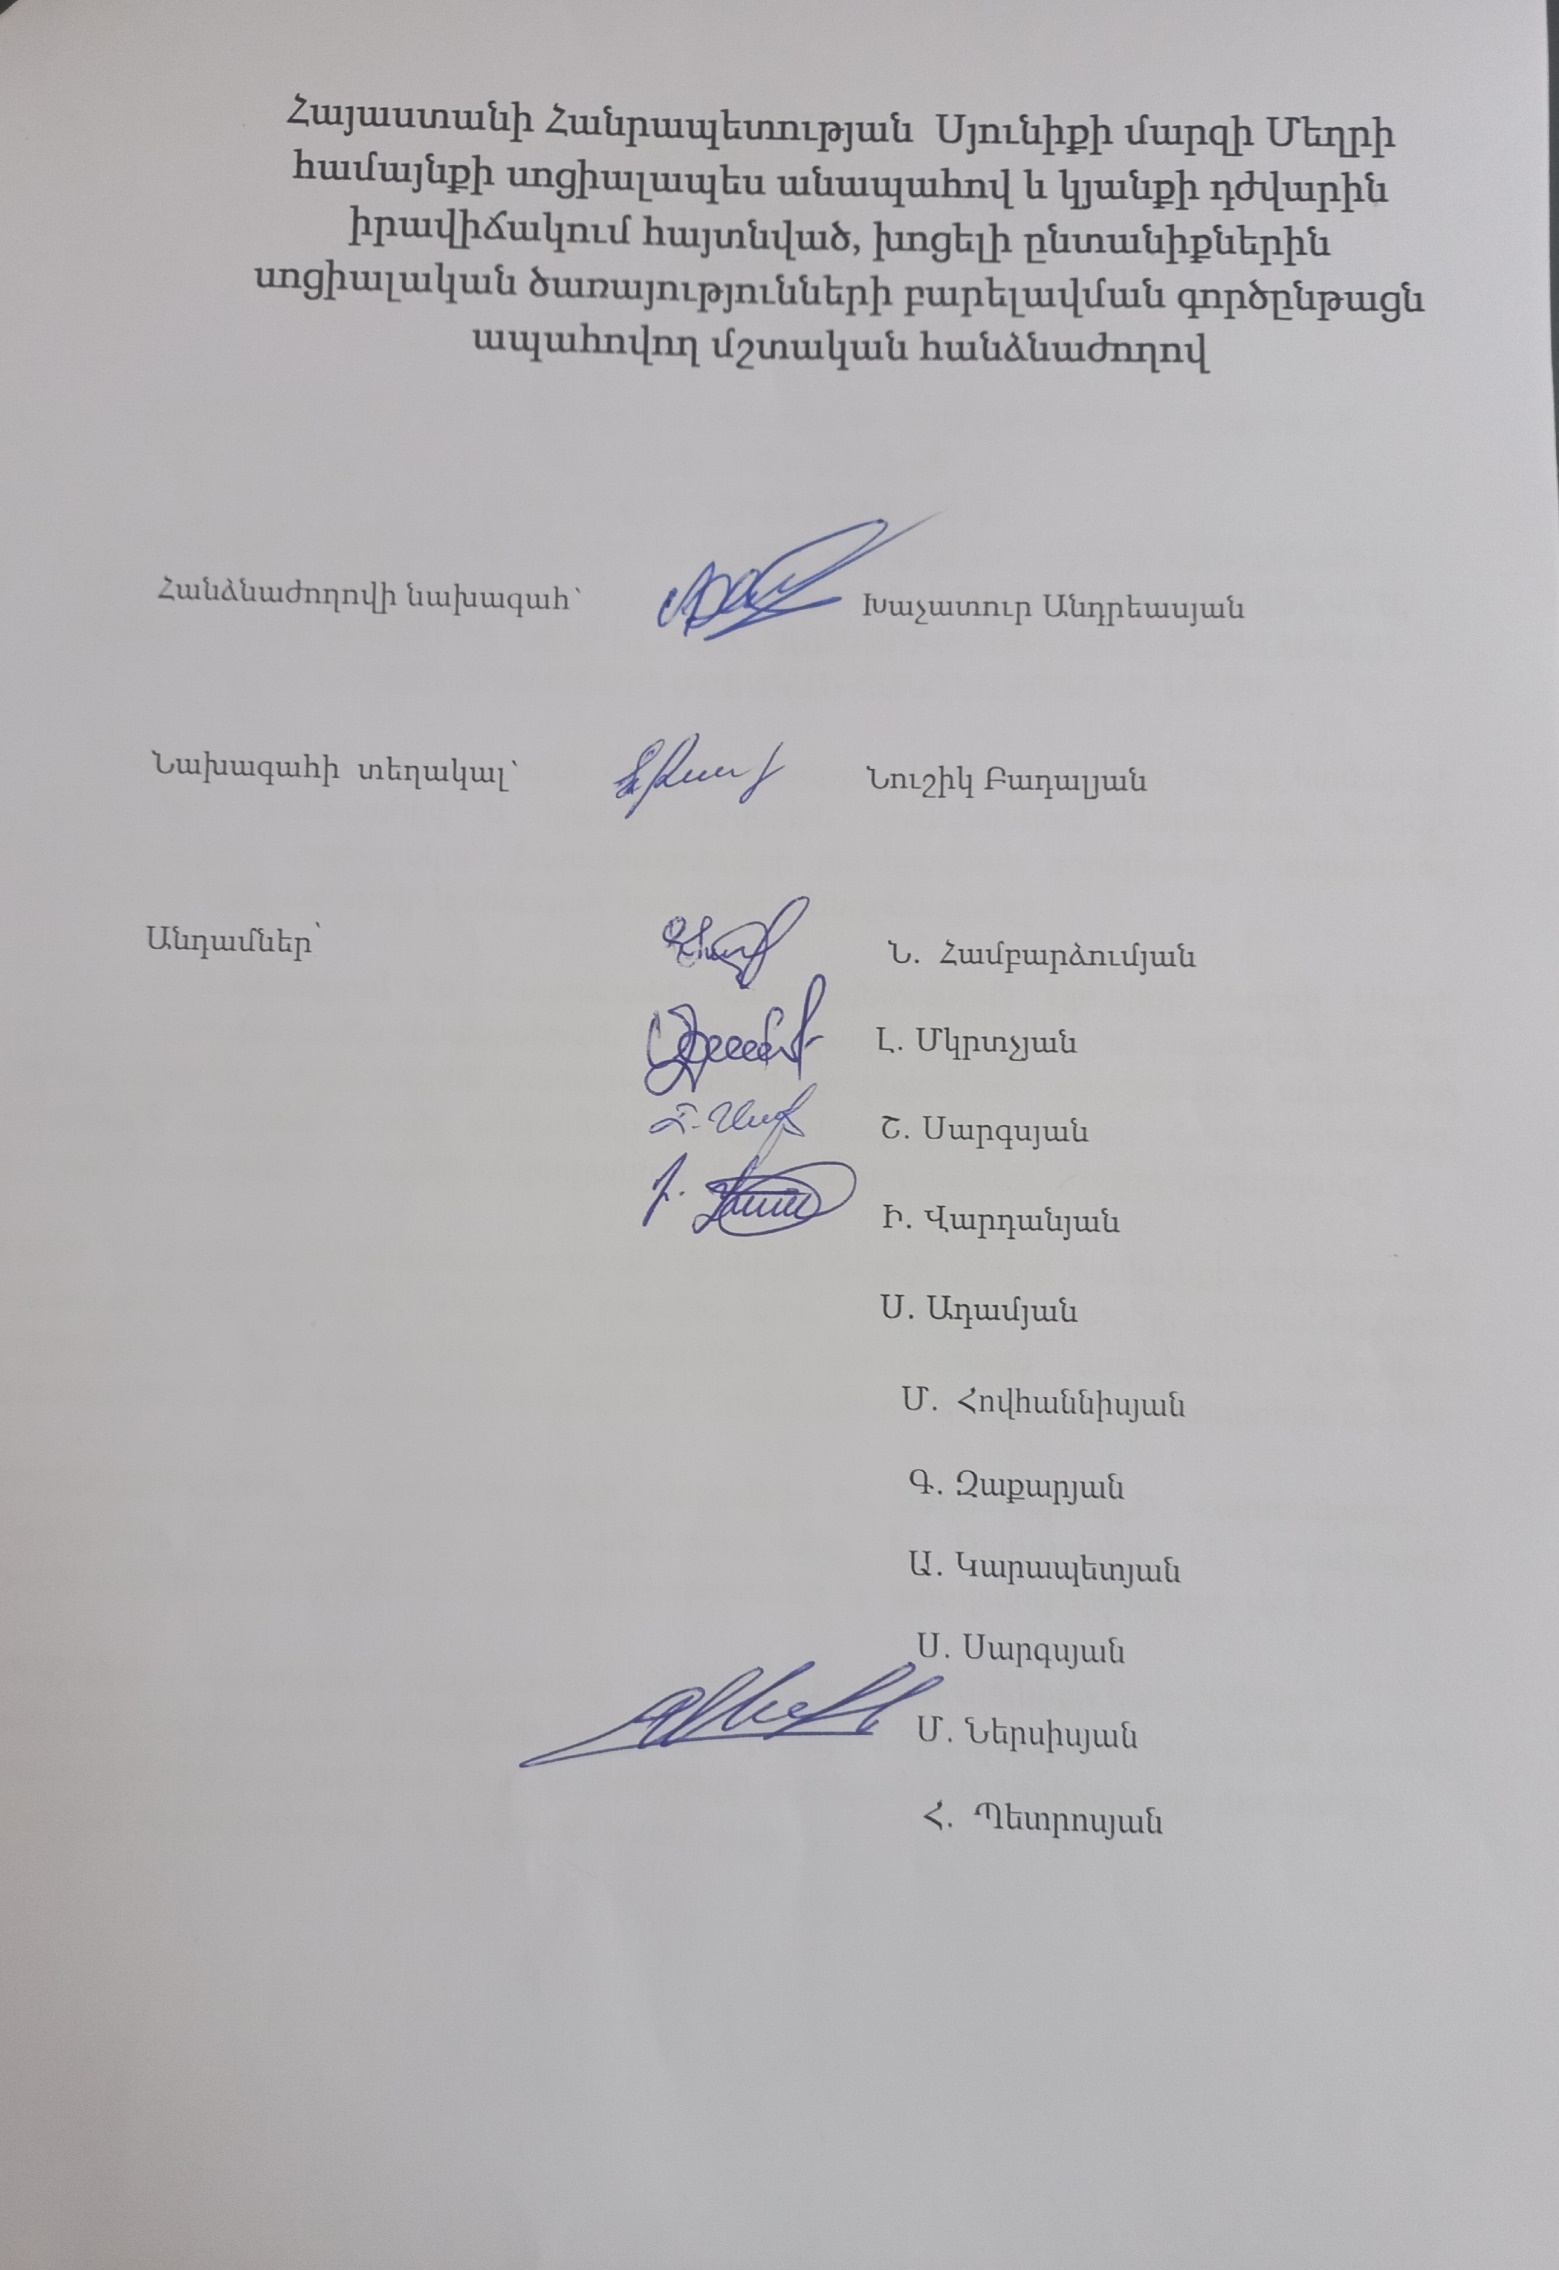 Հայաստանի Հանրապետության Սյունիքի մարզի Մեղրի
համայնքի սոցիալապես անապահով և կյանքի դժվարին
իրավիճակում հայտնված, խոցելի ընտանիքներին
սոցիալական ծառայությունների բարելավման գործընթացն
ապահովող մշտական հանձնաժողով
Հանձնաժողովի նախագահ՝ Խաչատուր Անդրեասյան
Նախագահի տեղակալ՝ Նուշիկ Բադալյան
Անդամներ՝ Ն. Համբարձումյան
Լ. Մկրտչյան
Շ. Սարգսյան
Ի. Վարդանյան
Ս. Ադամյան
Մ. Հովհաննիսյան
Գ. Զաքարյան
Ա. Կարապետյան
Ս. Սարգսյան
Մ. Ներսիսյան
Հ. Պետրոսյան